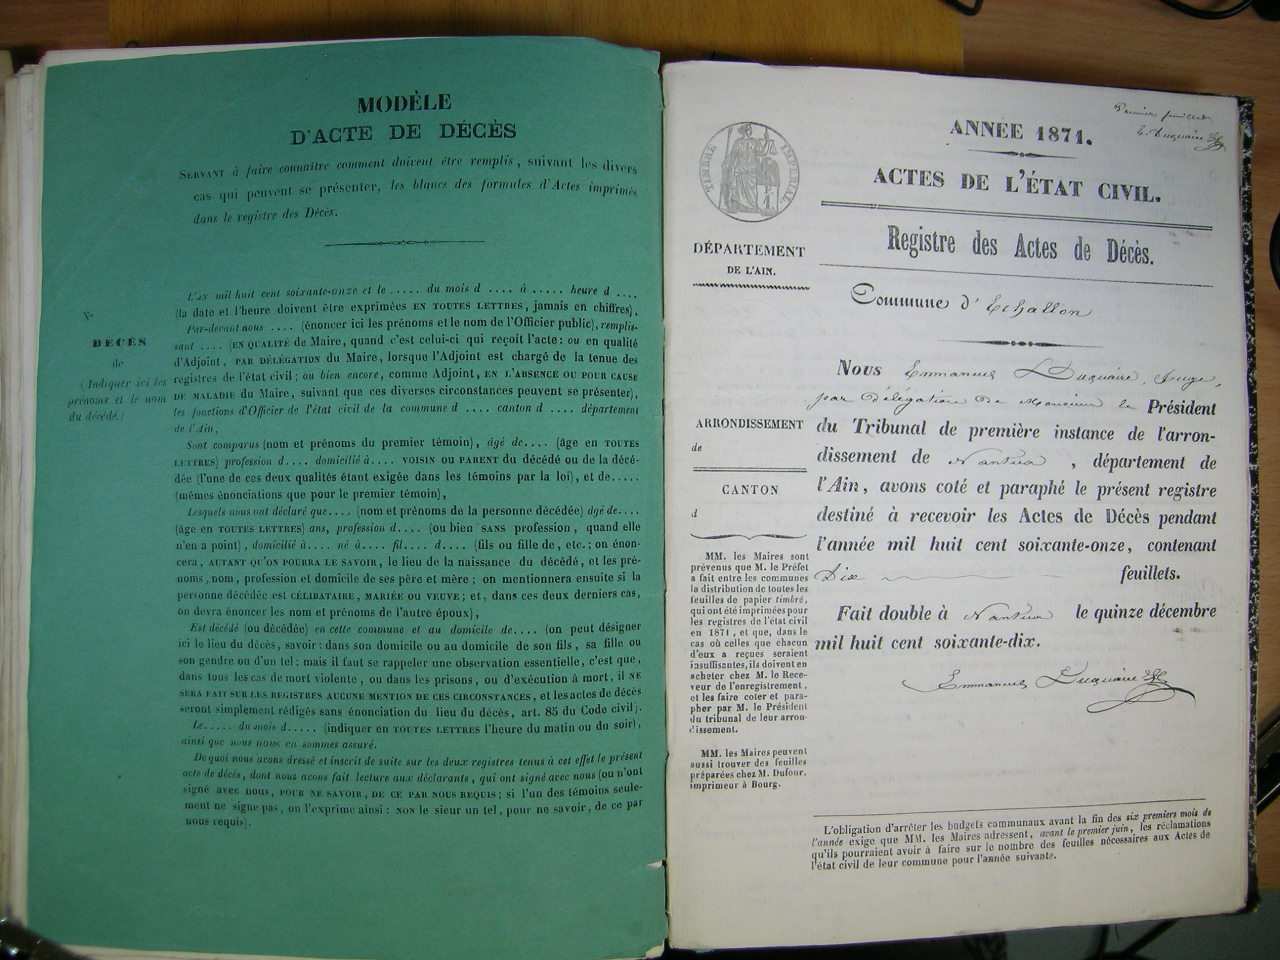 MODÈLE
D'ACTE DE DÉCÈS
SERVANT à faire connaître comment doivent être remplis, suivant les divers
cas qui peuvent se présenter, les blancs des formules d'Actes imprimés
dans le registre des Décès.
N°
DÉCÈS
de
(Indiquer ici les
prénoms et le nom
du décédé.)
L'AN mil huit cent soixante-onze et le ..... du mois d .... à ..... heure d ....
(la date et l'heure doivent être exprimées EN TOUTES LETTRES, jamais en chiffres),
Par-devant nous .... (énoncer ici les prénoms et le nom de l'Officier public), remplis-
sant .... (EN QUALITÉ de Maire, quand c'est celui-ci qui reçoit l'acte: ou en qualité
d'Adjoint, PAR DÉLÉGATION du Maire, lorsque l'Adjoint est chargé de la tenue des
registres de l'état civil; ou bien encore, comme Adjoint, EN L'ABSENCE OU POUR CAUSE
DE MALADIE du Maire, suivant que ces diverses circonstances peuvent se présenter),
les fonctions d'Officier de l'état civil de la commune d .... canton d .... département
de l'Ain,
Sont comparus (nom et prénoms du premier témoin), âgé de.... (âge en TOUTES
LETTRES) profession d.... domicilié à.... VOISIN OU PARENT du décédé ou de la décé-
dée (l'une de ces deux qualités étant exigée dans les témoins par la loi), et de.....
(mêmes énonciations que pour le premier témoin),
Lesquels nous ont déclaré que.... (nom et prénoms de la personne décédée) âgé de....
(âge en TOUTES LETTRES) ans, profession d.... (ou bien SANS profession, quand elle
n'en a point), domicilié à.... né à.... fil.... d.... (fils ou fille de, etc.; on énon-
cera, AUTANT QU'ON POURRA LE SAVOIR, le lieu de la naissance du décédé, et les pré-
noms, nom, profession et domicile de ses père et mère; on mentionnera ensuite si la
personne décédée est CÉLIBATAIRE, MARIÉE OU VEUVE; et, dans ces deux derniers cas,
on devra énoncer les nom et prénoms de l'autre époux),
Est décédé (ou décédée) en cette commune et au domicile de.... (on peut désigner
ici le lieu du décès, savoir: dans son domicile ou au domicile de son fils, sa fille ou
son gendre ou d'un tel: mais il faut se rappeler une observation essentielle, c'est que,
dans tous les cas de mort violente, ou dans les prisons, ou d'exécution à mort, il NE
SERA FAIT SUR LES REGISTRES AUCUNE MENTION DE CES CIRCONSTANCES, et les actes de décès
seront simplement rédigés sans énonciation du lieu du décès, art. 85 du Code civil).
Le..... du mois d..... (indiquer en TOUTES LETTRES l'heure du matin ou du soir),
ainsi que nous nous en sommes assuré.
De quoi nous avons dressé et inscrit de suite sur les deux registres tenus à cet effet le présent
acte de décès, dont nous avons fait lecture aux déclarants, qui ont signé avec nous (ou n'ont
signé avec nous, POUR NE SAVOIR, DE CE PAR NOUS REQUIS; si l'un des témoins seule-
ment ne signe pas, on l'exprime ainsi: NON le sieur un tel, pour ne savoir, de ce par
nous requis).
Premier feuillet
E. Duquaire
TIMBRE IMPÉRIAL
ANNÉE 1871.
ACTES DE L'ÉTAT CIVIL.
Registre des Actes de Décès.
DÉPARTEMENT
DE L'AIN.
Commune d'Echallon
Nous Emmanuel Duquaire, Juge,
par délégation de Monsieur le Président
du Tribunal de première instance de l'arron-
dissement de Nantua, département de
l'Ain, avons coté et paraphé le présent registre
destiné à recevoir les Actes de Décès pendant
l'année mil huit cent soixante-onze, contenant
Dix feuillets.
Fait double à Nantua le quinze décembre
mil huit cent soixante-dix.
Emmanuel Duquaire
ARRONDISSEMENT
de
CANTON
d
MM. les Maires sont
prévenus que M. le Préfet
a fait entre les communes
la distribution de toutes les
feuilles de papier timbré,
qui ont été imprimées pour
les registres de l'état civil
en 1871, et que, dans le
cas où celles que chacun
d'eux a reçues seraient
insuffisantes, ils doivent en
acheter chez M. le Rece-
veur de l'enregistrement,
et les faire coter et para-
pher par M. le Président
du tribunal de leur arron-
dissement.
MM. les Maires peuvent
aussi trouver des feuilles
préparées chez M. Dufour,
imprimeur à Bourg.
L'obligation d'arrêter les budgets communaux avant la fin des six premiers mois de
l'année exige que MM. les Maires adressent, avant le premier juin, les réclamations
qu'ils pourraient avoir à faire sur le nombre des feuilles nécessaires aux Actes de
l'état civil de leur commune pour l'année suivante.